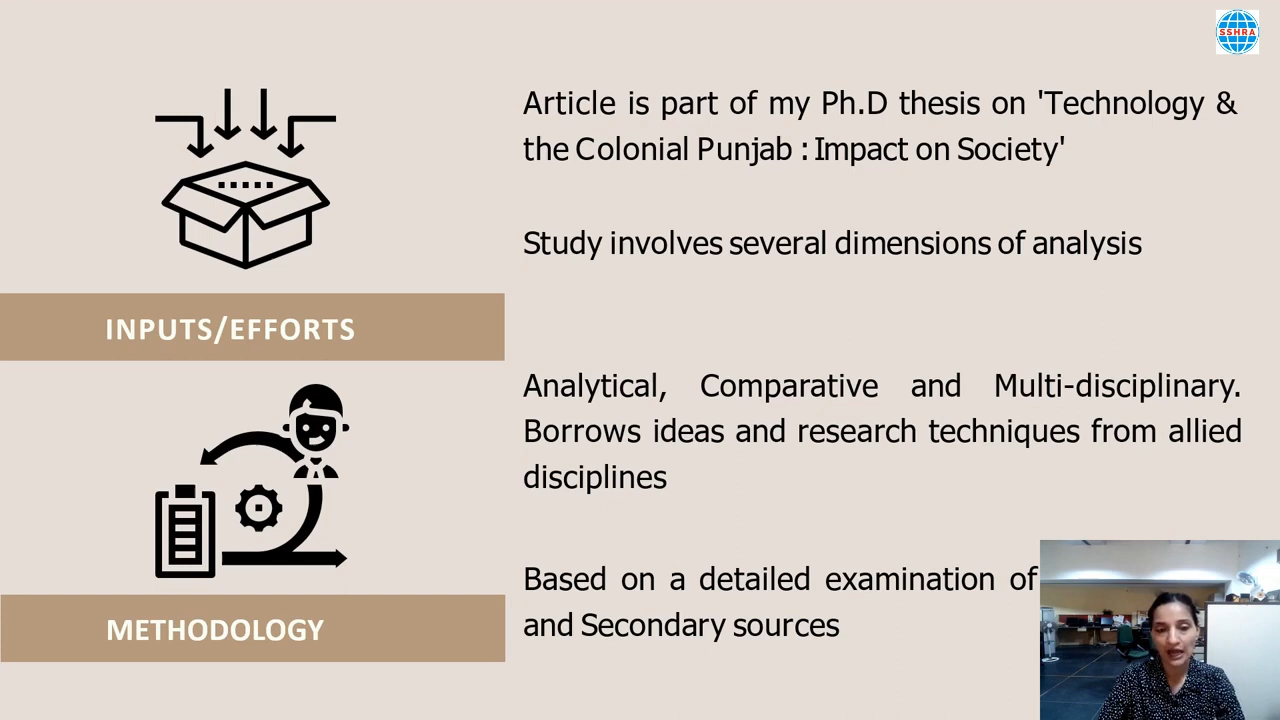 SSHRA
Article is part of my Ph.D thesis on 'Technology &
the Colonial Punjab : Impact on Society'
Study involves several dimensions of analysis
INPUTS/EFFORTS
Analytical, Comparative and Multi-disciplinary.
Borrows ideas and research techniques from allied
disciplines
Based on a detailed examination of
and Secondary sources
METHODOLOGY